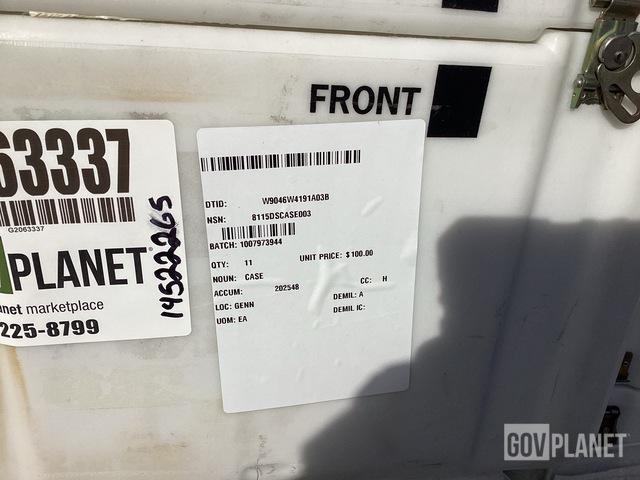 FRONT
63337
G2063337
PLANET
net marketplace
225-8799
14522265
DTID: W9046W4191A03B
NSN: 8115DSCASE003
BATCH: 1007973944
QTY: 11 UNIT PRICE: $100.00
NOUN: CASE
ACCUM: 202548 CC: H
LOC: GENN DEMIL: A
UOM: EA DEMIL IC:
GOVPLANET